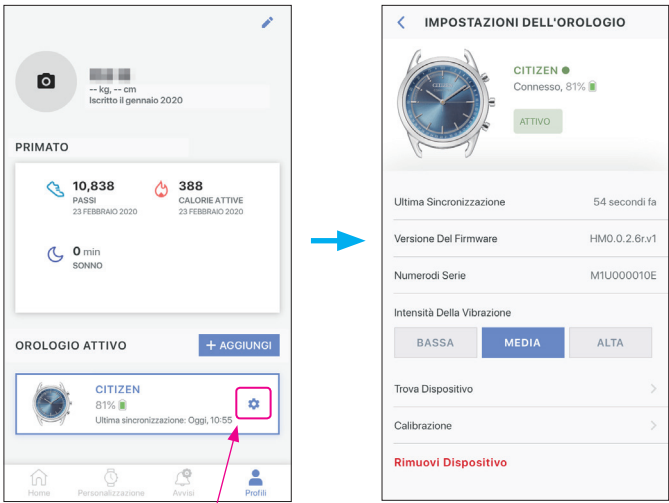 -- kg, -- cm
Iscritto il gennaio 2020
PRIMATO
10,838
PASSI
23 FEBBRAIO 2020
388
CALORIE ATTIVE
23 FEBBRAIO 2020
0 min
SONNO
OROLOGIO ATTIVO
+ AGGIUNGI
CITIZEN
81%
Ultima sincronizzazione: Oggi, 10:55
Home
Personalizzazione
Avvisi
Profili
IMPOSTAZIONI DELL'OROLOGIO
CITIZEN
CITIZEN
Connesso, 81%
ATTIVO
Ultima Sincronizzazione 54 secondi fa
Versione Del Firmware HM0.0.2.6r.v1
Numerodi Serie M1U000010E
Intensità Della Vibrazione
BASSA MEDIA ALTA
Trova Dispositivo
Calibrazione
Rimuovi Dispositivo